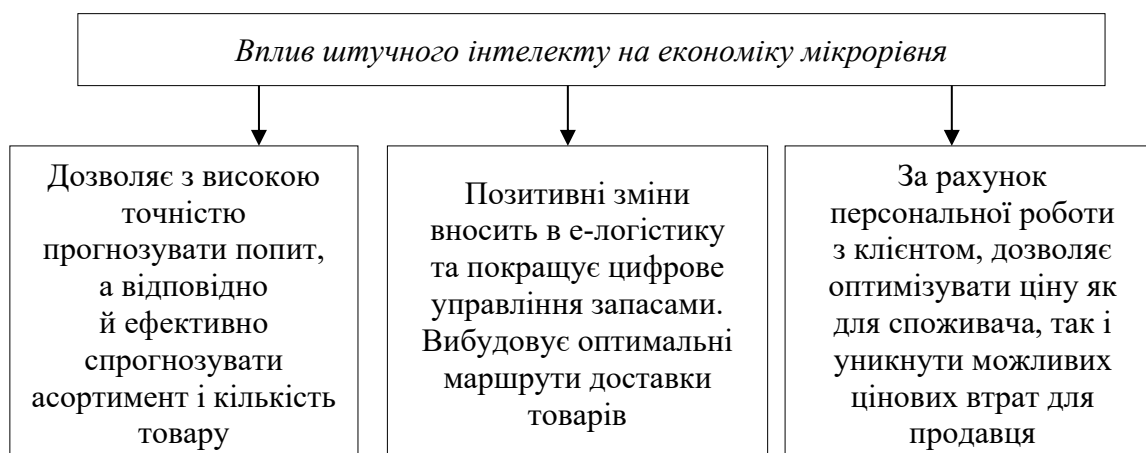 Вплив штучного інтелекту на економіку мікрорівня
Дозволяє з високою
точністю
прогнозувати попит,
а відповідно
й ефективно
спрогнозувати
асортимент і кількість
товару
Позитивні зміни
вносить в е-логістику
та покращує цифрове
управління запасами.
Вибудовує оптимальні
маршрути доставки
товарів
За рахунок
персональної роботи
з клієнтом, дозволяє
оптимізувати ціну як
для споживача, так і
уникнути можливих
цінових втрат для
продавця